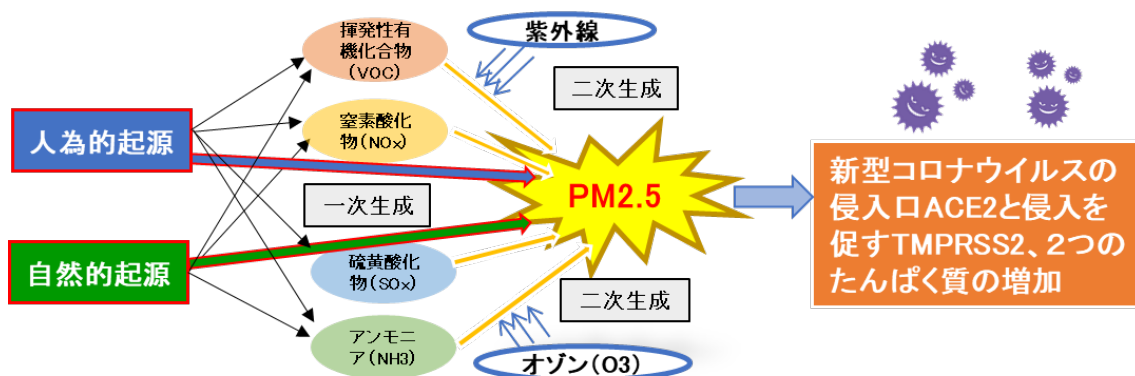 揮発性有
機化合物
(VOC)
紫外線
二次生成
人為的起源
窒素酸化
物(NOx)
一次生成
PM2.5
新型コロナウイルスの
侵入口ACE2と侵入を
促すTMPRSS2、2つの
たんぱく質の増加
自然的起源
硫黄酸化
物(SOx)
二次生成
アンモニ
ア(NH3)
オゾン(O3)